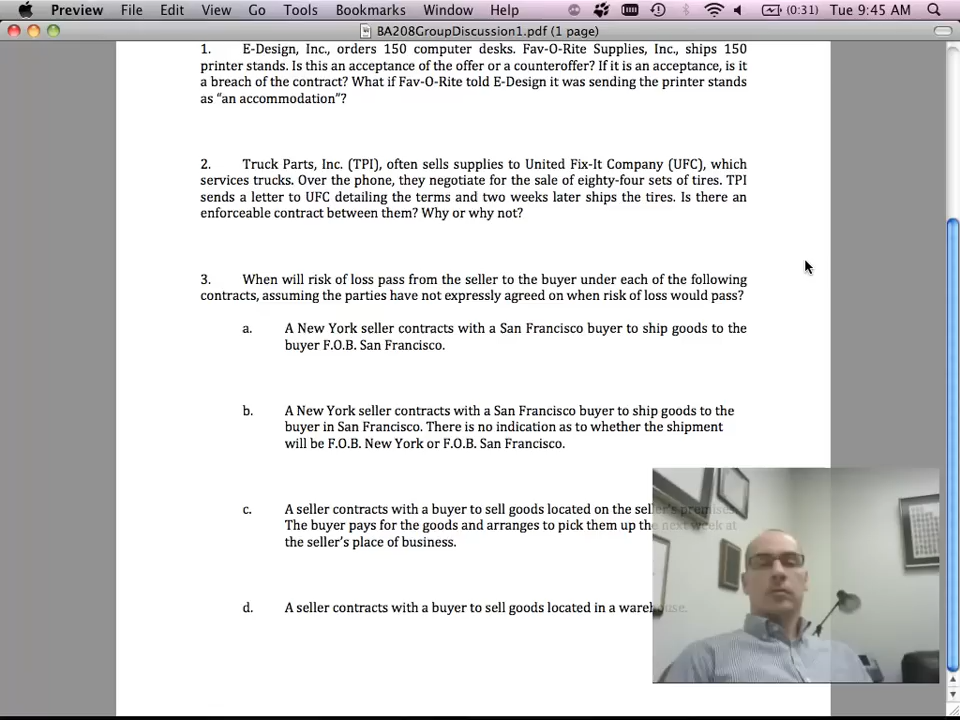 Preview File Edit View Go Tools Bookmarks Window Help (0:31) Tue 9:45 AM
BA208GroupDiscussion1.pdf (1 page)
1. E-Design, Inc., orders 150 computer desks. Fav-O-Rite Supplies, Inc., ships 150
printer stands. Is this an acceptance of the offer or a counteroffer? If it is an acceptance, is it
a breach of the contract? What if Fav-O-Rite told E-Design it was sending the printer stands
as “an accommodation”?
2. Truck Parts, Inc. (TPI), often sells supplies to United Fix-It Company (UFC), which
services trucks. Over the phone, they negotiate for the sale of eighty-four sets of tires. TPI
sends a letter to UFC detailing the terms and two weeks later ships the tires. Is there an
enforceable contract between them? Why or why not?
3. When will risk of loss pass from the seller to the buyer under each of the following
contracts, assuming the parties have not expressly agreed on when risk of loss would pass?
a. A New York seller contracts with a San Francisco buyer to ship goods to the
buyer F.O.B. San Francisco.
b. A New York seller contracts with a San Francisco buyer to ship goods to the
buyer in San Francisco. There is no indication as to whether the shipment
will be F.O.B. New York or F.O.B. San Francisco.
c. A seller contracts with a buyer to sell goods located on the seller’s premises.
The buyer pays for the goods and arranges to pick them up the next week at
the seller’s place of business.
d. A seller contracts with a buyer to sell goods located in a warehouse.